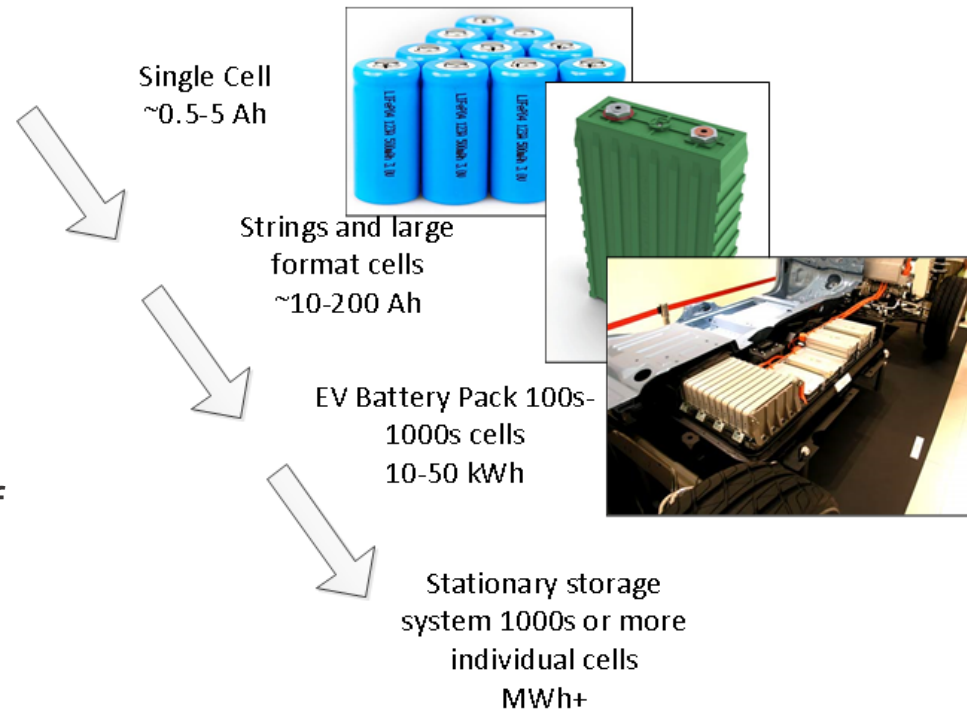 Single Cell
~0.5-5 Ah
Strings and large
format cells
~10-200 Ah
EV Battery Pack 100s-
1000s cells
10-50 kWh
Stationary storage
system 1000s or more
individual cells
MWh+